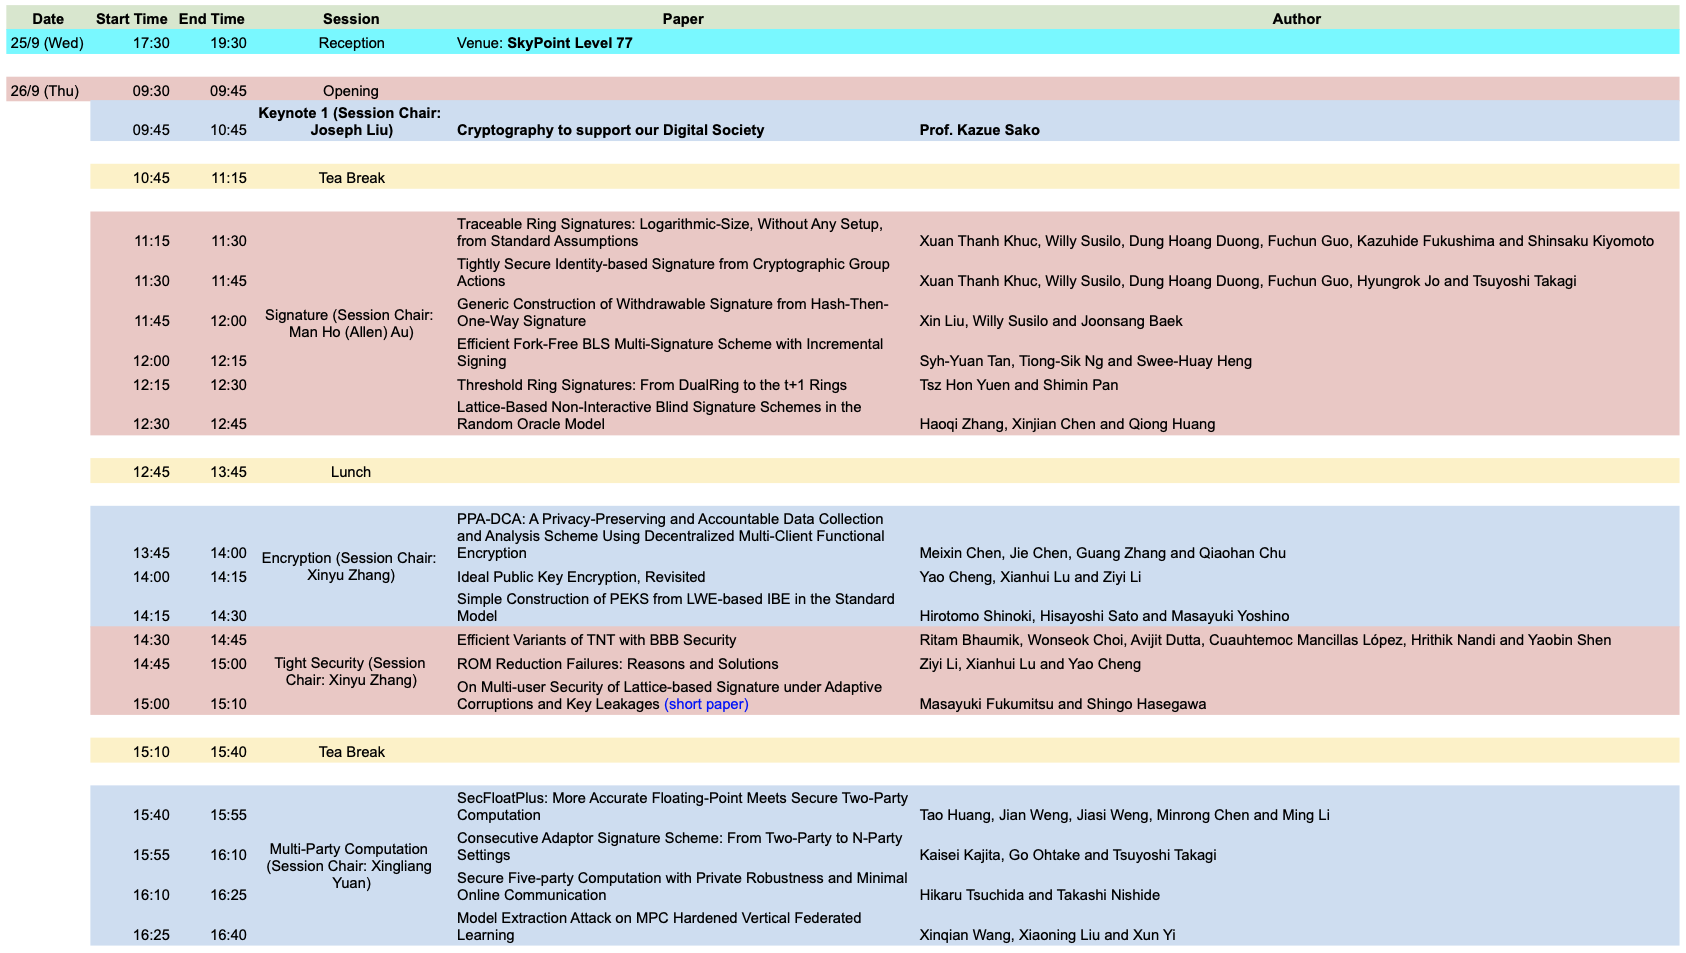 Date Start Time End Time Session Paper Author
25/9 (Wed) 17:30 19:30 Reception Venue: SkyPoint Level 77
26/9 (Thu) 09:30 09:45 Opening
Keynote 1 (Session Chair:
09:45 10:45 Joseph Liu) Cryptography to support our Digital Society Prof. Kazue Sako
10:45 11:15 Tea Break
Traceable Ring Signatures: Logarithmic-Size, Without Any Setup,
11:15 11:30 from Standard Assumptions Xuan Thanh Khuc, Willy Susilo, Dung Hoang Duong, Fuchun Guo, Kazuhide Fukushima and Shinsaku Kiyomoto
Tightly Secure Identity-based Signature from Cryptographic Group
11:30 11:45 Actions Xuan Thanh Khuc, Willy Susilo, Dung Hoang Duong, Fuchun Guo, Hyungrok Jo and Tsuyoshi Takagi
Generic Construction of Withdrawable Signature from Hash-Then-
Signature (Session Chair:
11:45 12:00 One-Way Signature Xin Liu, Willy Susilo and Joonsang Baek
Man Ho (Allen) Au)
Efficient Fork-Free BLS Multi-Signature Scheme with Incremental
12:00 12:15 Signing Syh-Yuan Tan, Tiong-Sik Ng and Swee-Huay Heng
12:15 12:30 Threshold Ring Signatures: From DualRing to the t+1 Rings Tsz Hon Yuen and Shimin Pan
Lattice-Based Non-Interactive Blind Signature Schemes in the
12:30 12:45 Random Oracle Model Haoqi Zhang, Xinjian Chen and Qiong Huang
12:45 13:45 Lunch
PPA-DCA: A Privacy-Preserving and Accountable Data Collection
and Analysis Scheme Using Decentralized Multi-Client Functional
13:45 14:00 Encryption Meixin Chen, Jie Chen, Guang Zhang and Qiaohan Chu
Encryption (Session Chair:
Xinyu Zhang)
14:00 14:15 Ideal Public Key Encryption, Revisited Yao Cheng, Xianhui Lu and Ziyi Li
Simple Construction of PEKS from LWE-based IBE in the Standard
14:15 14:30 Model Hirotomo Shinoki, Hisayoshi Sato and Masayuki Yoshino
14:30 14:45 Efficient Variants of TNT with BBB Security Ritam Bhaumik, Wonseok Choi, Avijit Dutta, Cuauhtemoc Mancillas López, Hrithik Nandi and Yaobin Shen
14:45 15:00 Tight Security (Session ROM Reduction Failures: Reasons and Solutions Ziyi Li, Xianhui Lu and Yao Cheng
Chair: Xinyu Zhang)
On Multi-user Security of Lattice-based Signature under Adaptive
15:00 15:10 Corruptions and Key Leakages (short paper) Masayuki Fukumitsu and Shingo Hasegawa
15:10 15:40 Tea Break
SecFloatPlus: More Accurate Floating-Point Meets Secure Two-Party
15:40 15:55 Computation Tao Huang, Jian Weng, Jiasi Weng, Minrong Chen and Ming Li
Consecutive Adaptor Signature Scheme: From Two-Party to N-Party
Multi-Party Computation
15:55 16:10 Settings Kaisei Kajita, Go Ohtake and Tsuyoshi Takagi
(Session Chair: Xingliang
Yuan)
Secure Five-party Computation with Private Robustness and Minimal
16:10 16:25 Online Communication Hikaru Tsuchida and Takashi Nishide
Model Extraction Attack on MPC Hardened Vertical Federated
16:25 16:40 Learning Xinqian Wang, Xiaoning Liu and Xun Yi